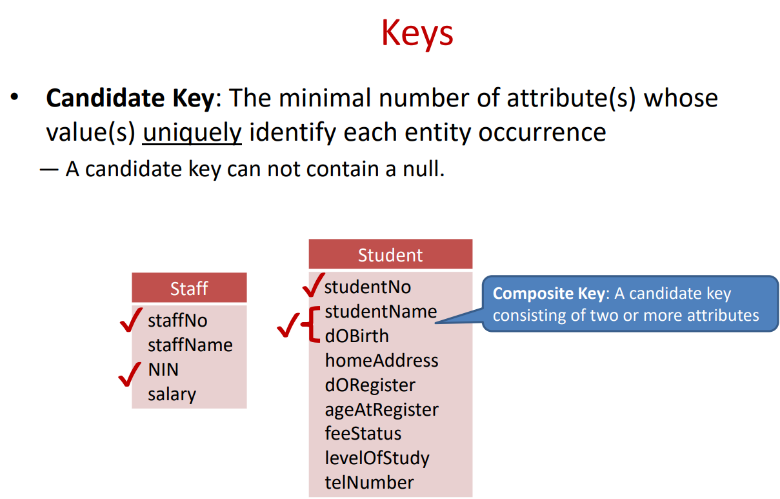 Keys
• Candidate Key: The minimal number of attribute(s) whose
value(s) uniquely identify each entity occurrence
— A candidate key can not contain a null.
Staff
staffNo
staffName
NIN
salary
Student
studentNo
studentName
dOBirth
homeAddress
dORegister
ageAtRegister
feeStatus
levelOfStudy
telNumber
Composite Key: A candidate key
consisting of two or more attributes